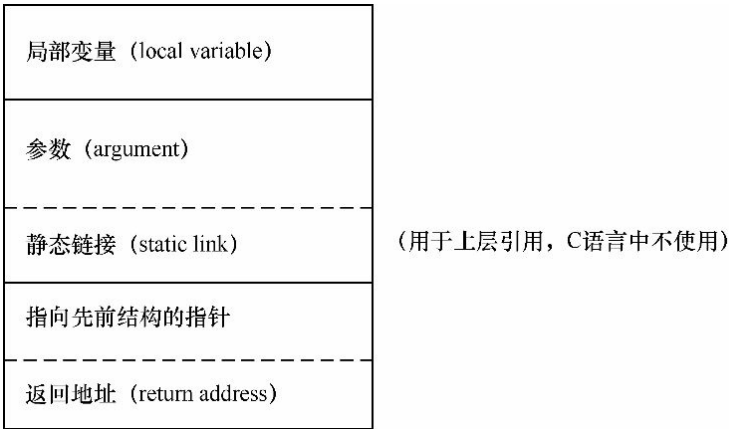 局部变量（local variable）
参数（argument）
静态链接（static link）
（用于上层引用，C语言中不使用）
指向先前结构的指针
返回地址（return address）